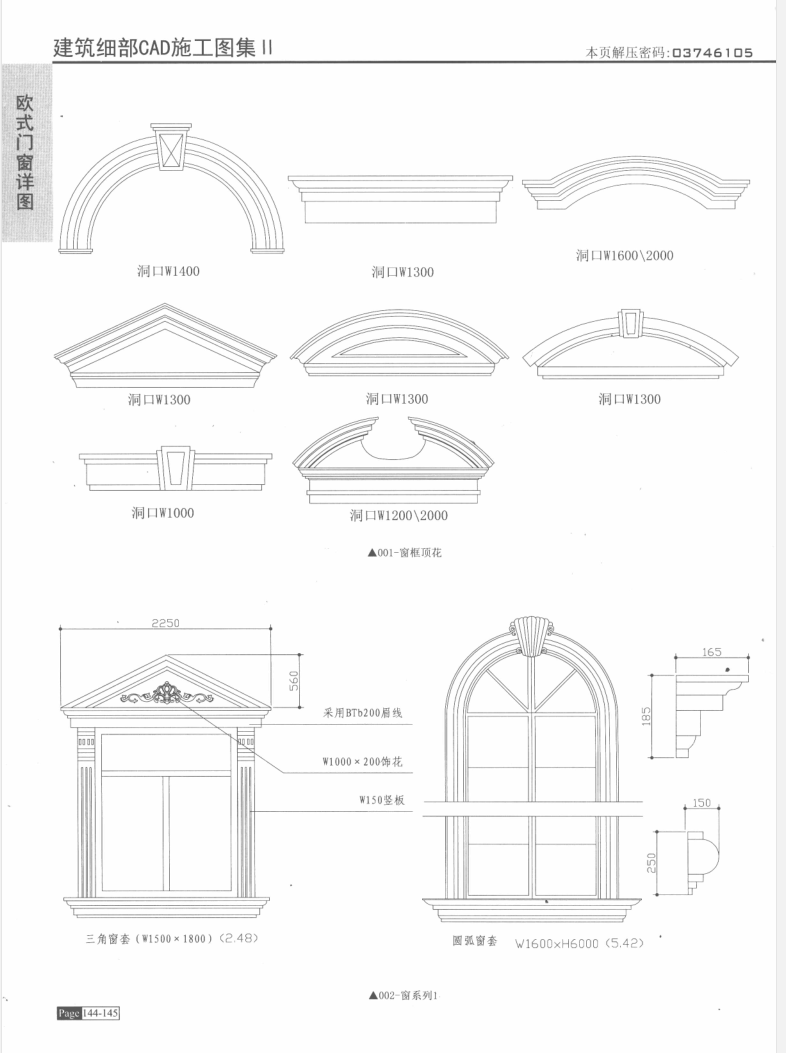 建筑细部CAD施工图集II
本页解压密码:03746105
欧式门窗详图
洞口W1400
洞口W1300
洞口W1600\2000
洞口W1300
洞口W1300
洞口W1300
洞口W1000
洞口W1200\2000
▲001-窗框顶花
2250
560
采用BTb200眉线
W1000×200饰花
W150竖板
165
185
150
250
三角窗套(W1500×1800)(2.48)
圆弧窗套 W1600xH6000 (5.42)
▲002-窗系列1
Page 144-145